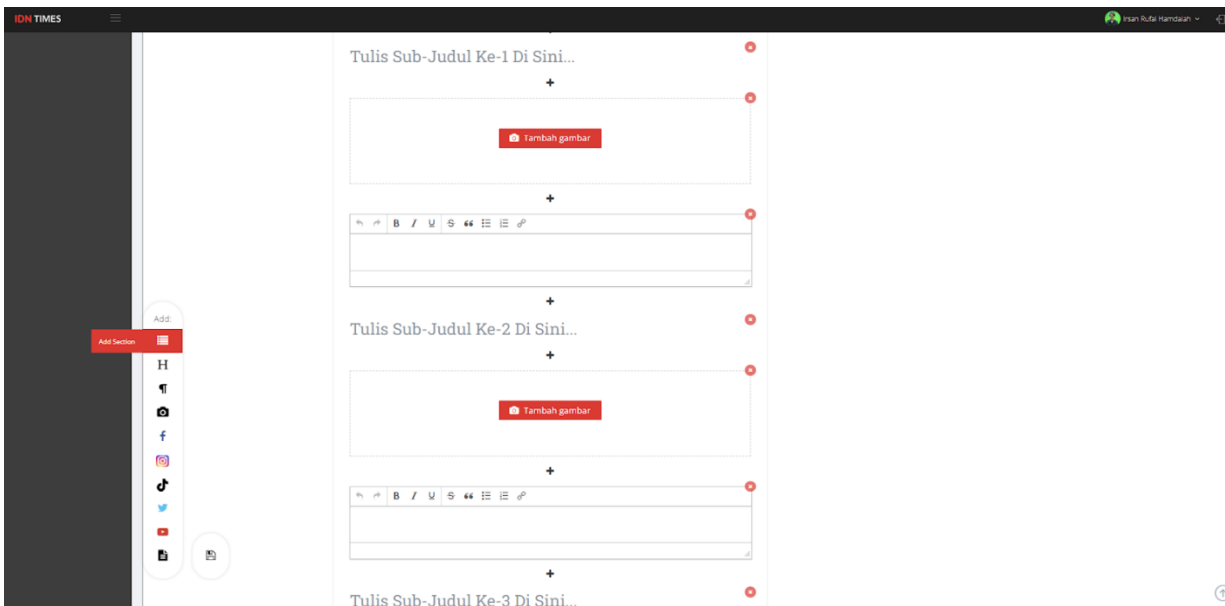 IDN TIMES
Irsan Rufai Hamdalah
Tulis Sub-Judul Ke-1 Di Sini...
Tambah gambar
B I U S
Tulis Sub-Judul Ke-2 Di Sini...
Add:
Add Section
H
Tambah gambar
B I U S
Tulis Sub-Judul Ke-3 Di Sini...